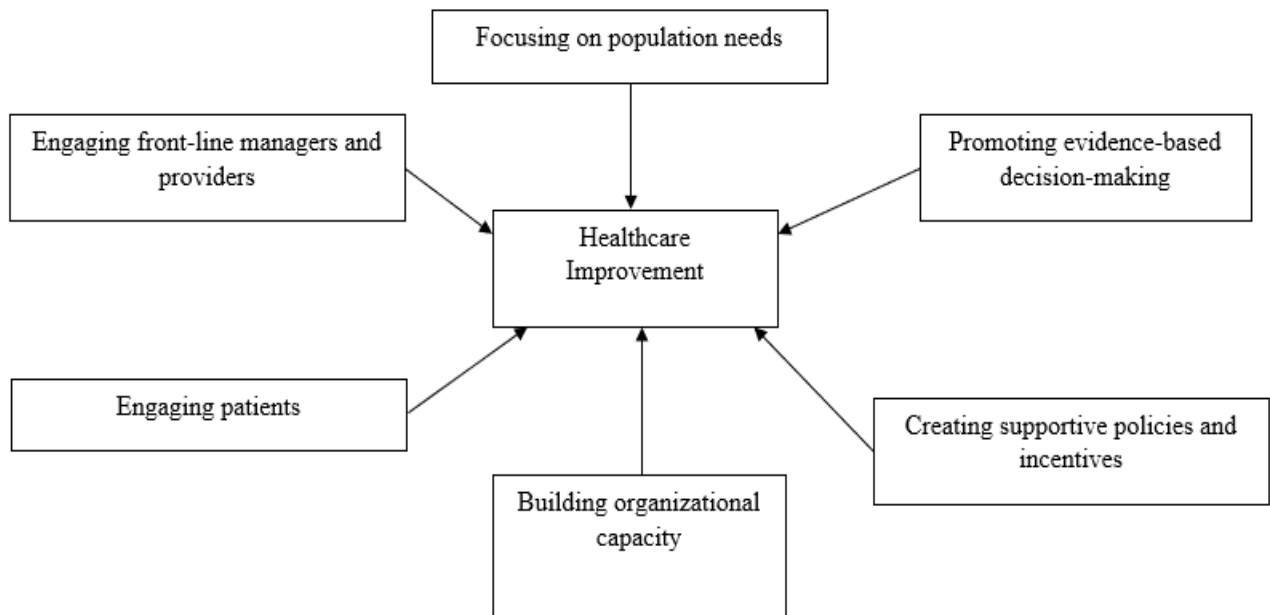 Focusing on population needs
Engaging front-line managers and
providers
Promoting evidence-based
decision-making
Healthcare
Improvement
Engaging patients
Creating supportive policies and
incentives
Building organizational
capacity